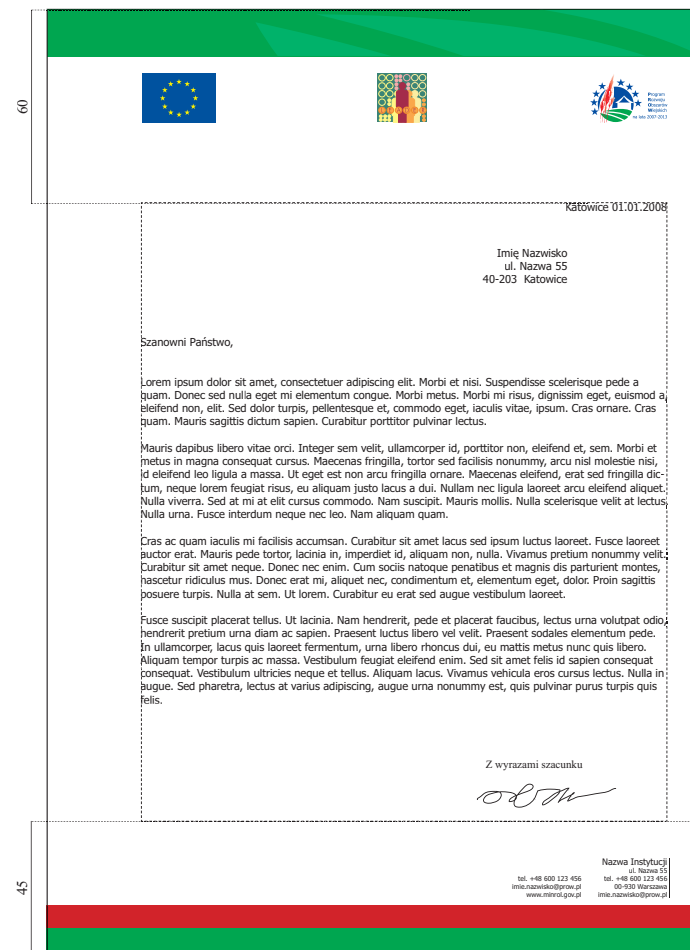 60
Program
Rozwoju
Obszarów
Wiejskich
na lata 2007-2013
LEADER
Katowice 01.01.2008
Imię Nazwisko
ul. Nazwa 55
40-203 Katowice
Szanowni Państwo,
Lorem ipsum dolor sit amet, consectetuer adipiscing elit. Morbi et nisi. Suspendisse scelerisque pede a
quam. Donec sed nulla eget mi elementum congue. Morbi metus. Morbi mi risus, dignissim eget, euismod a,
eleifend non, elit. Sed dolor turpis, pellentesque et, commodo eget, iaculis vitae, ipsum. Cras ornare. Cras
quam. Mauris sagittis dictum sapien. Curabitur porttitor pulvinar lectus.
Mauris dapibus libero vitae orci. Integer sem velit, ullamcorper id, porttitor non, eleifend et, sem. Morbi et
metus in magna consequat cursus. Maecenas fringilla, tortor sed facilisis nonummy, arcu nisl molestie nisi,
id eleifend leo ligula a massa. Ut eget est non arcu fringilla ornare. Maecenas eleifend, erat sed fringilla dic-
tum, neque lorem feugiat risus, eu aliquam justo lacus a dui. Nullam nec ligula laoreet arcu eleifend aliquet.
Nulla viverra. Sed at mi at elit cursus commodo. Nam suscipit. Mauris mollis. Nulla scelerisque velit at lectus.
Nulla urna. Fusce interdum neque nec leo. Nam aliquam quam.
Cras ac quam iaculis mi facilisis accumsan. Curabitur sit amet lacus sed ipsum luctus laoreet. Fusce laoreet
auctor erat. Mauris pede tortor, lacinia in, imperdiet id, aliquam non, nulla. Vivamus pretium nonummy velit.
Curabitur sit amet neque. Donec nec enim. Cum sociis natoque penatibus et magnis dis parturient montes,
nascetur ridiculus mus. Donec erat mi, aliquet nec, condimentum et, elementum eget, dolor. Proin sagittis
posuere turpis. Nulla at sem. Ut lorem. Curabitur eu erat sed augue vestibulum laoreet.
Fusce suscipit placerat tellus. Ut lacinia. Nam hendrerit, pede et placerat faucibus, lectus urna volutpat odio,
hendrerit pretium urna diam ac sapien. Praesent luctus libero vel velit. Praesent sodales elementum pede.
In ullamcorper, lacus quis laoreet fermentum, urna libero rhoncus dui, eu mattis metus nunc quis libero.
Aliquam tempor turpis ac massa. Vestibulum feugiat eleifend enim. Sed sit amet felis id sapien consequat
consequat. Vestibulum ultricies neque et tellus. Aliquam lacus. Vivamus vehicula eros cursus lectus. Nulla in
augue. Sed pharetra, lectus at varius adipiscing, augue urna nonummy est, quis pulvinar purus turpis quis
felis.
Z wyrazami szacunku
45
Nazwa Instytucji
ul. Nazwa 55
tel. +48 600 123 456 tel. +48 600 123 456
imie.nazwisko@prow.pl 00-930 Warszawa
www.minrol.gov.pl imie.nazwisko@prow.pl